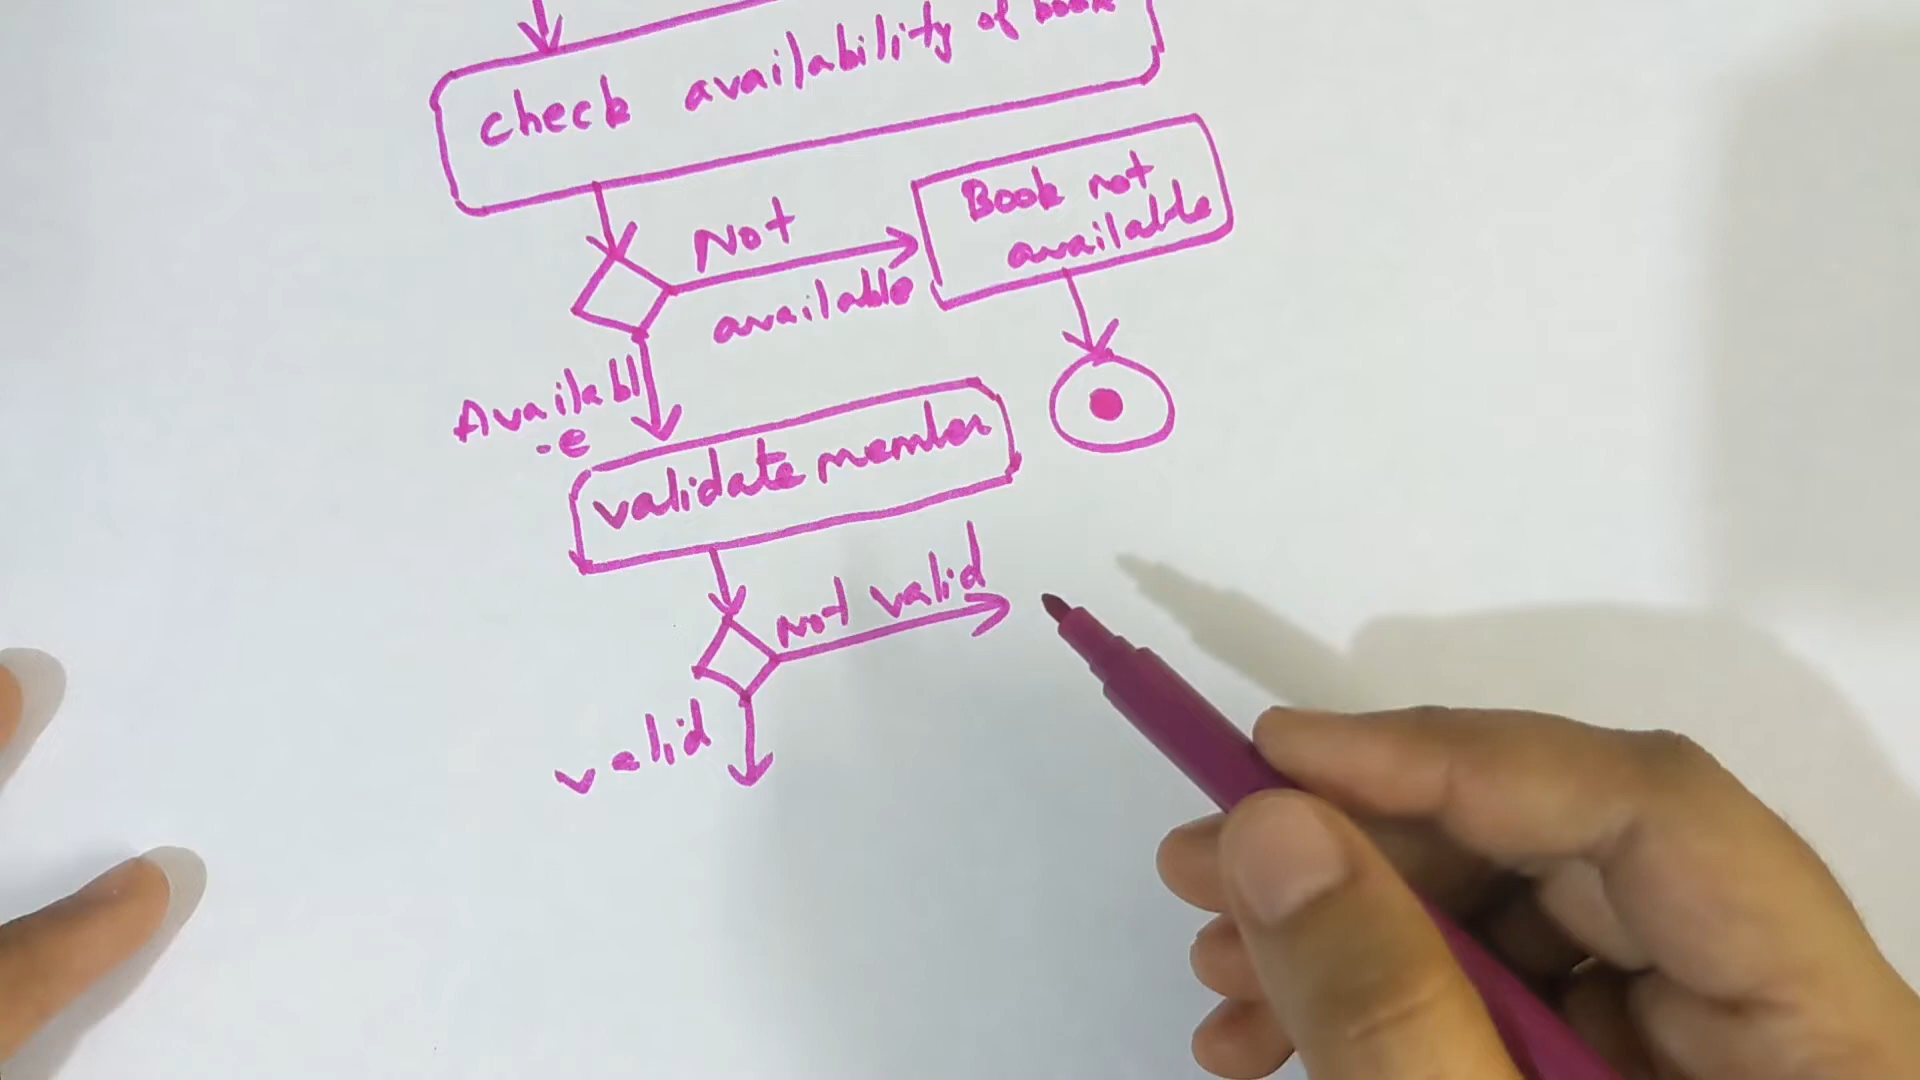 check availability of book
Not
available
Book not
available
Availabl
-e
validate member
Not valid
valid